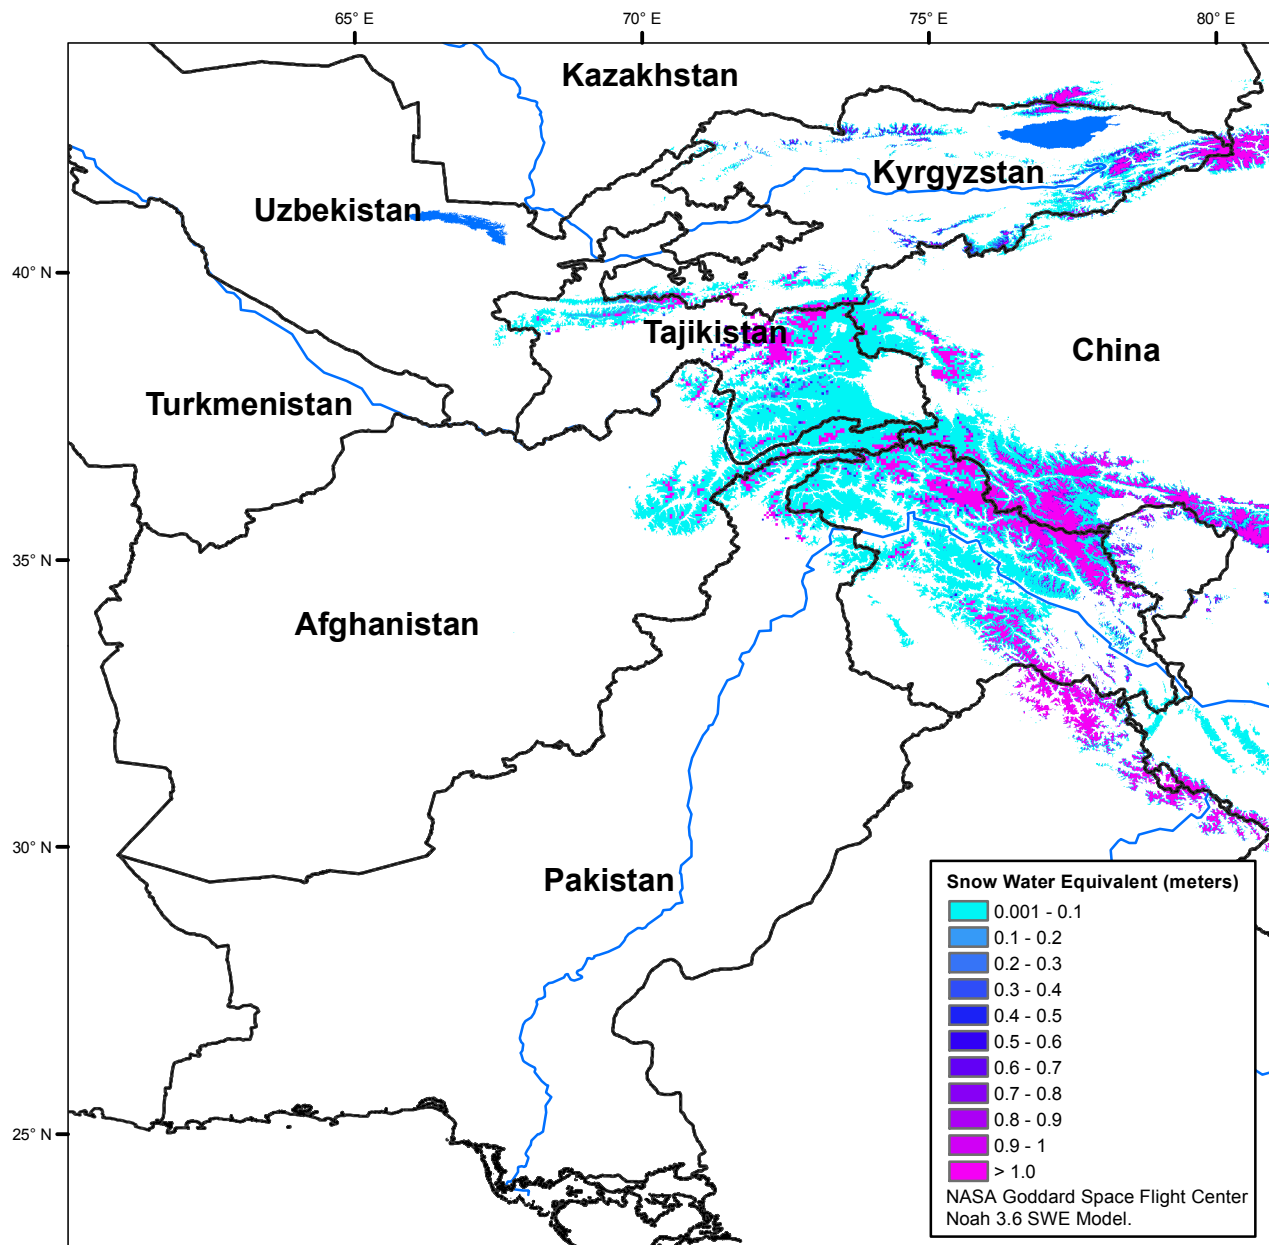 65° E 70° E 75° E 80° E
Kazakhstan
Kyrgyzstan
Uzbekistan
40° N
Tajikistan
China
Turkmenistan
35° N
Afghanistan
30° N
Pakistan
25° N
Snow Water Equivalent (meters)
0.001 - 0.1
0.1 - 0.2
0.2 - 0.3
0.3 - 0.4
0.4 - 0.5
0.5 - 0.6
0.6 - 0.7
0.7 - 0.8
0.8 - 0.9
0.9 - 1
> 1.0
NASA Goddard Space Flight Center
Noah 3.6 SWE Model.